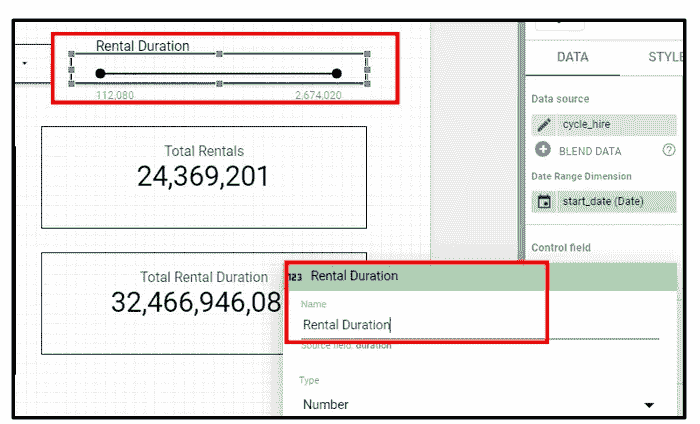 Rental Duration
112,080
2,674,020
Total Rentals
24,369,201
Total Rental Duration
32,466,946,08
DATA
STYLE
Data source
cycle_hire
BLEND DATA
Date Range Dimension
start_date (Date)
Control field
123 Rental Duration
Name
Rental Duration
Source field: duration
Type
Number